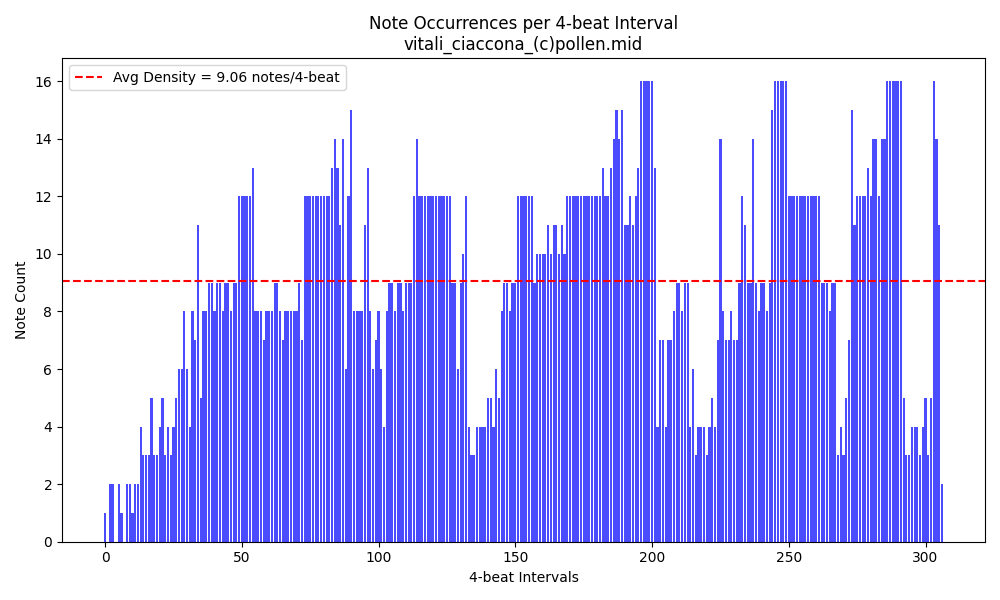 Note Occurrences per 4-beat Interval
vitali_ciaccona_(c)pollen.mid
Avg Density = 9.06 notes/4-beat
Note Count
16
14
12
10
8
6
4
2
0
0 50 100 150 200 250 300
4-beat Intervals